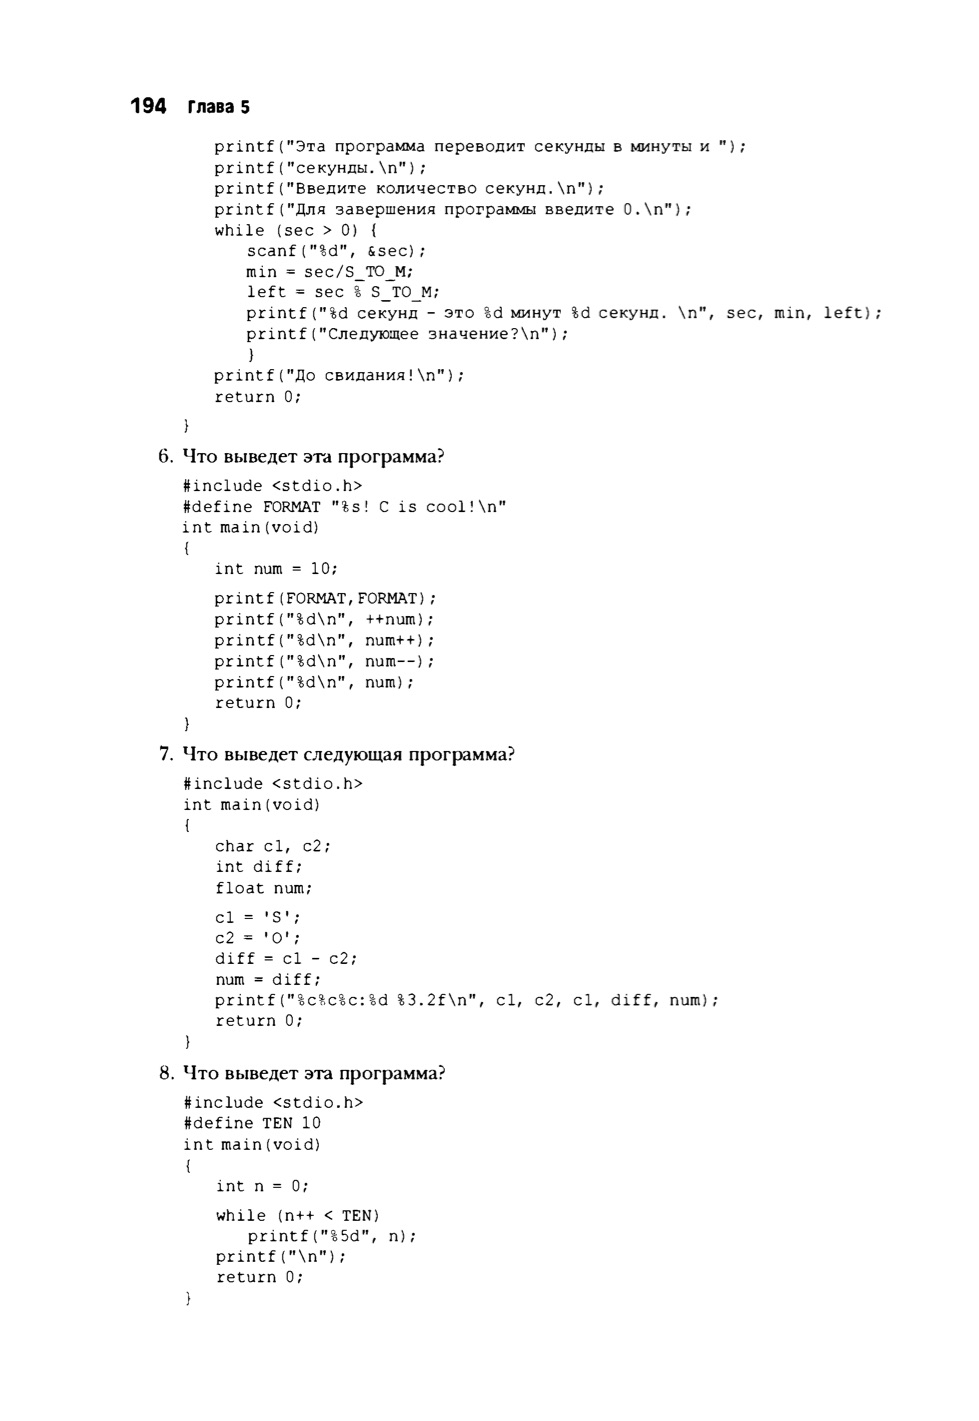 194 Глава 5
printf("Эта программа переводит секунды в минуты и ");
printf("секунды.\n");
printf("Введите количество секунд.\n");
printf("Для завершения программы введите 0.\n");
while (sec > 0) {
scanf("%d", &sec);
min = sec/S_TO_M;
left = sec % S_TO_M;
printf("%d секунд - это %d минут %d секунд. \n", sec, min, left);
printf("Следующее значение?\n");
}
printf("До свидания!\n");
return 0;
}
6. Что выведет эта программа?
#include <stdio.h>
#define FORMAT "%s! C is cool!\n"
int main(void)
{
int num = 10;
printf(FORMAT,FORMAT);
printf("%d\n", ++num);
printf("%d\n", num++);
printf("%d\n", num--);
printf("%d\n", num);
return 0;
}
7. Что выведет следующая программа?
#include <stdio.h>
int main(void)
{
char c1, c2;
int diff;
float num;
c1 = 'S';
c2 = 'O';
diff = c1 - c2;
num = diff;
printf("%c%c%c:%d %3.2f\n", c1, c2, c1, diff, num);
return 0;
}
8. Что выведет эта программа?
#include <stdio.h>
#define TEN 10
int main(void)
{
int n = 0;
while (n++ < TEN)
printf("%5d", n);
printf("\n");
return 0;
}